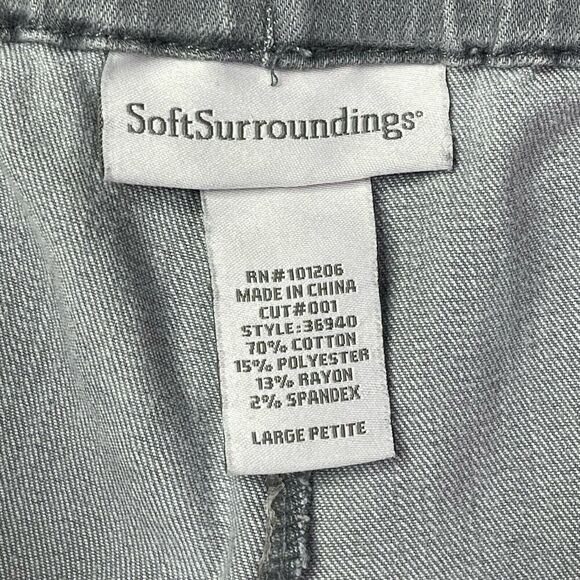 SoftSurroundings®
RN#101206
MADE IN CHINA
CUT#001
STYLE:36940
70% COTTON
15% POLYESTER
13% RAYON
2% SPANDEX
LARGE PETITE